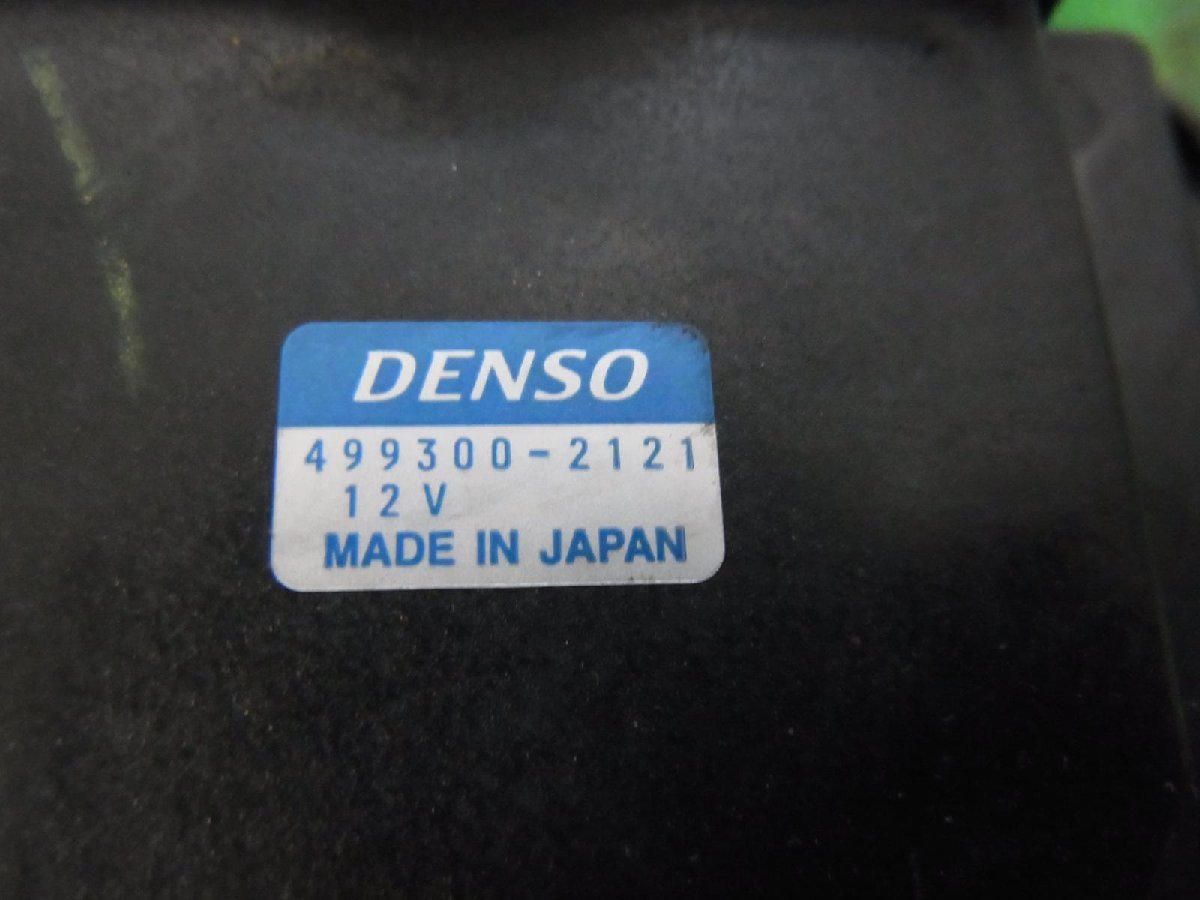 DENSO
499300-2121
12V
MADE IN JAPAN